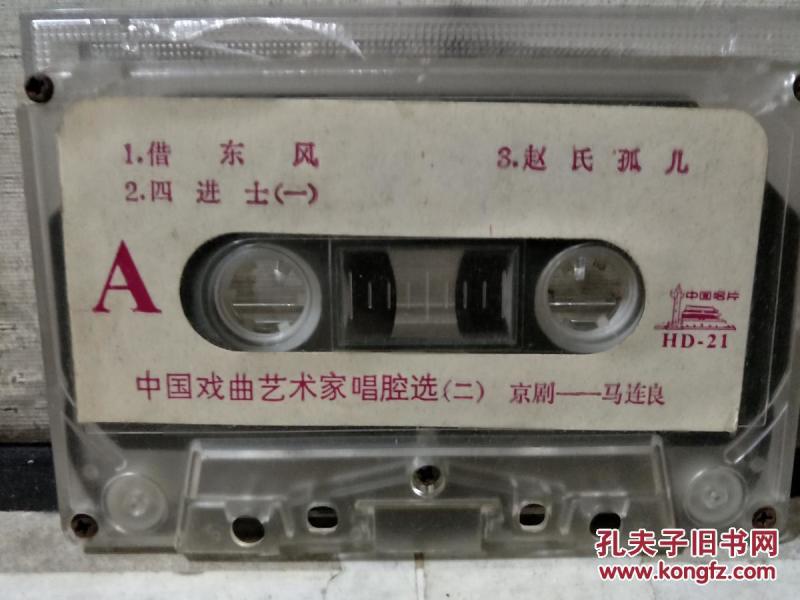 1.借东风
2.四进士(一)
3.赵氏孤儿
A
中国唱片
HD-21
中国戏曲艺术家唱腔选(二) 京剧——马连良
孔夫子旧书网
www.kongfz.com